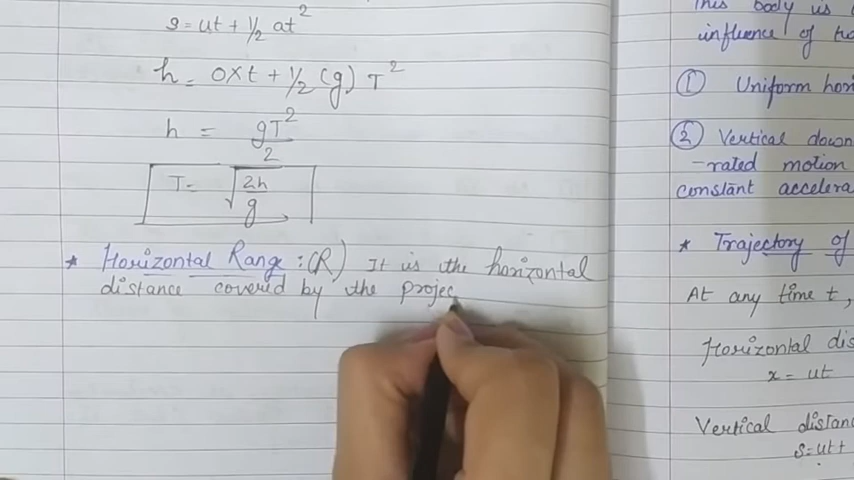 s = ut + 1/2 at²
h = 0xt + 1/2 (g) T²
h = gT²/2
T = √2h/g
* Horizontal Range : (R) It is the horizontal
distance covered by the projec
This body is
influence of
① Uniform hori
② Vertical down
-rated motion
constant accelera
* Trajectory of
At any time t,
Horizontal dis
x = ut
Vertical distan
s = ut +